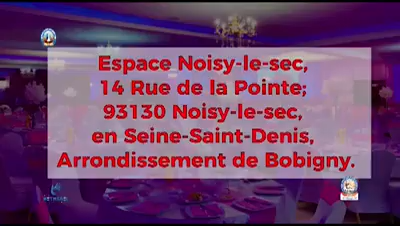 Espace Noisy-le-sec,
14 Rue de la Pointe;
93130 Noisy-le-sec,
en Seine-Saint-Denis,
Arrondissement de Bobigny.